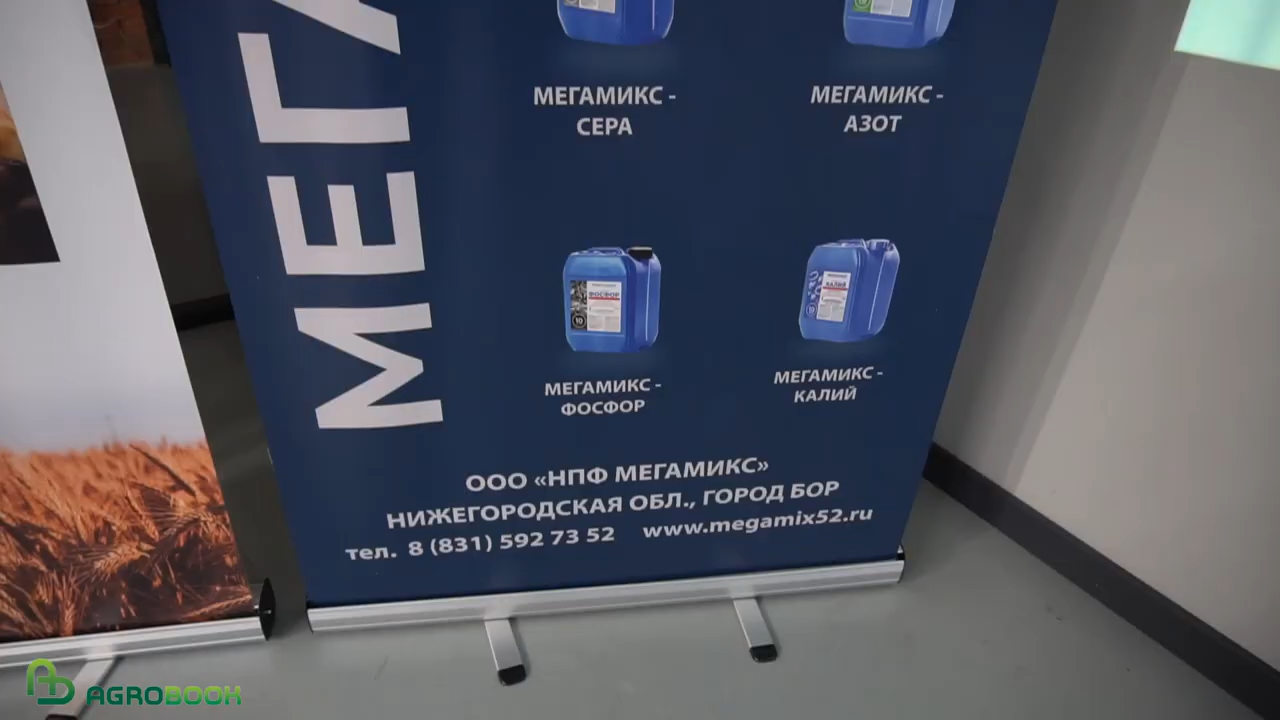 МЕГА
МЕГАМИКС -
СЕРА
МЕГАМИКС -
АЗОТ
ФОСФОР
КАЛИЙ
МЕГАМИКС -
ФОСФОР
МЕГАМИКС -
КАЛИЙ
ООО «НПФ МЕГАМИКС»
НИЖЕГОРОДСКАЯ ОБЛ., ГОРОД БОР
тел. 8 (831) 592 73 52 www.megamix52.ru
AGROBOOK